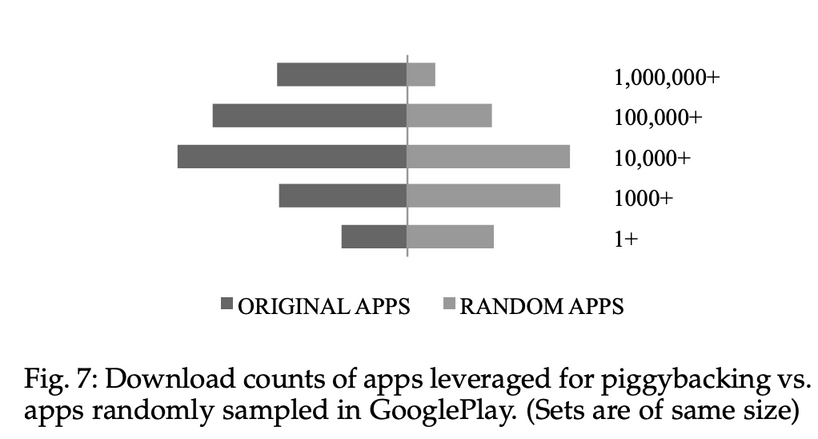 1,000,000+
100,000+
10,000+
1000+
1+
ORIGINAL APPS RANDOM APPS
Fig. 7: Download counts of apps leveraged for piggybacking vs.
apps randomly sampled in GooglePlay. (Sets are of same size)